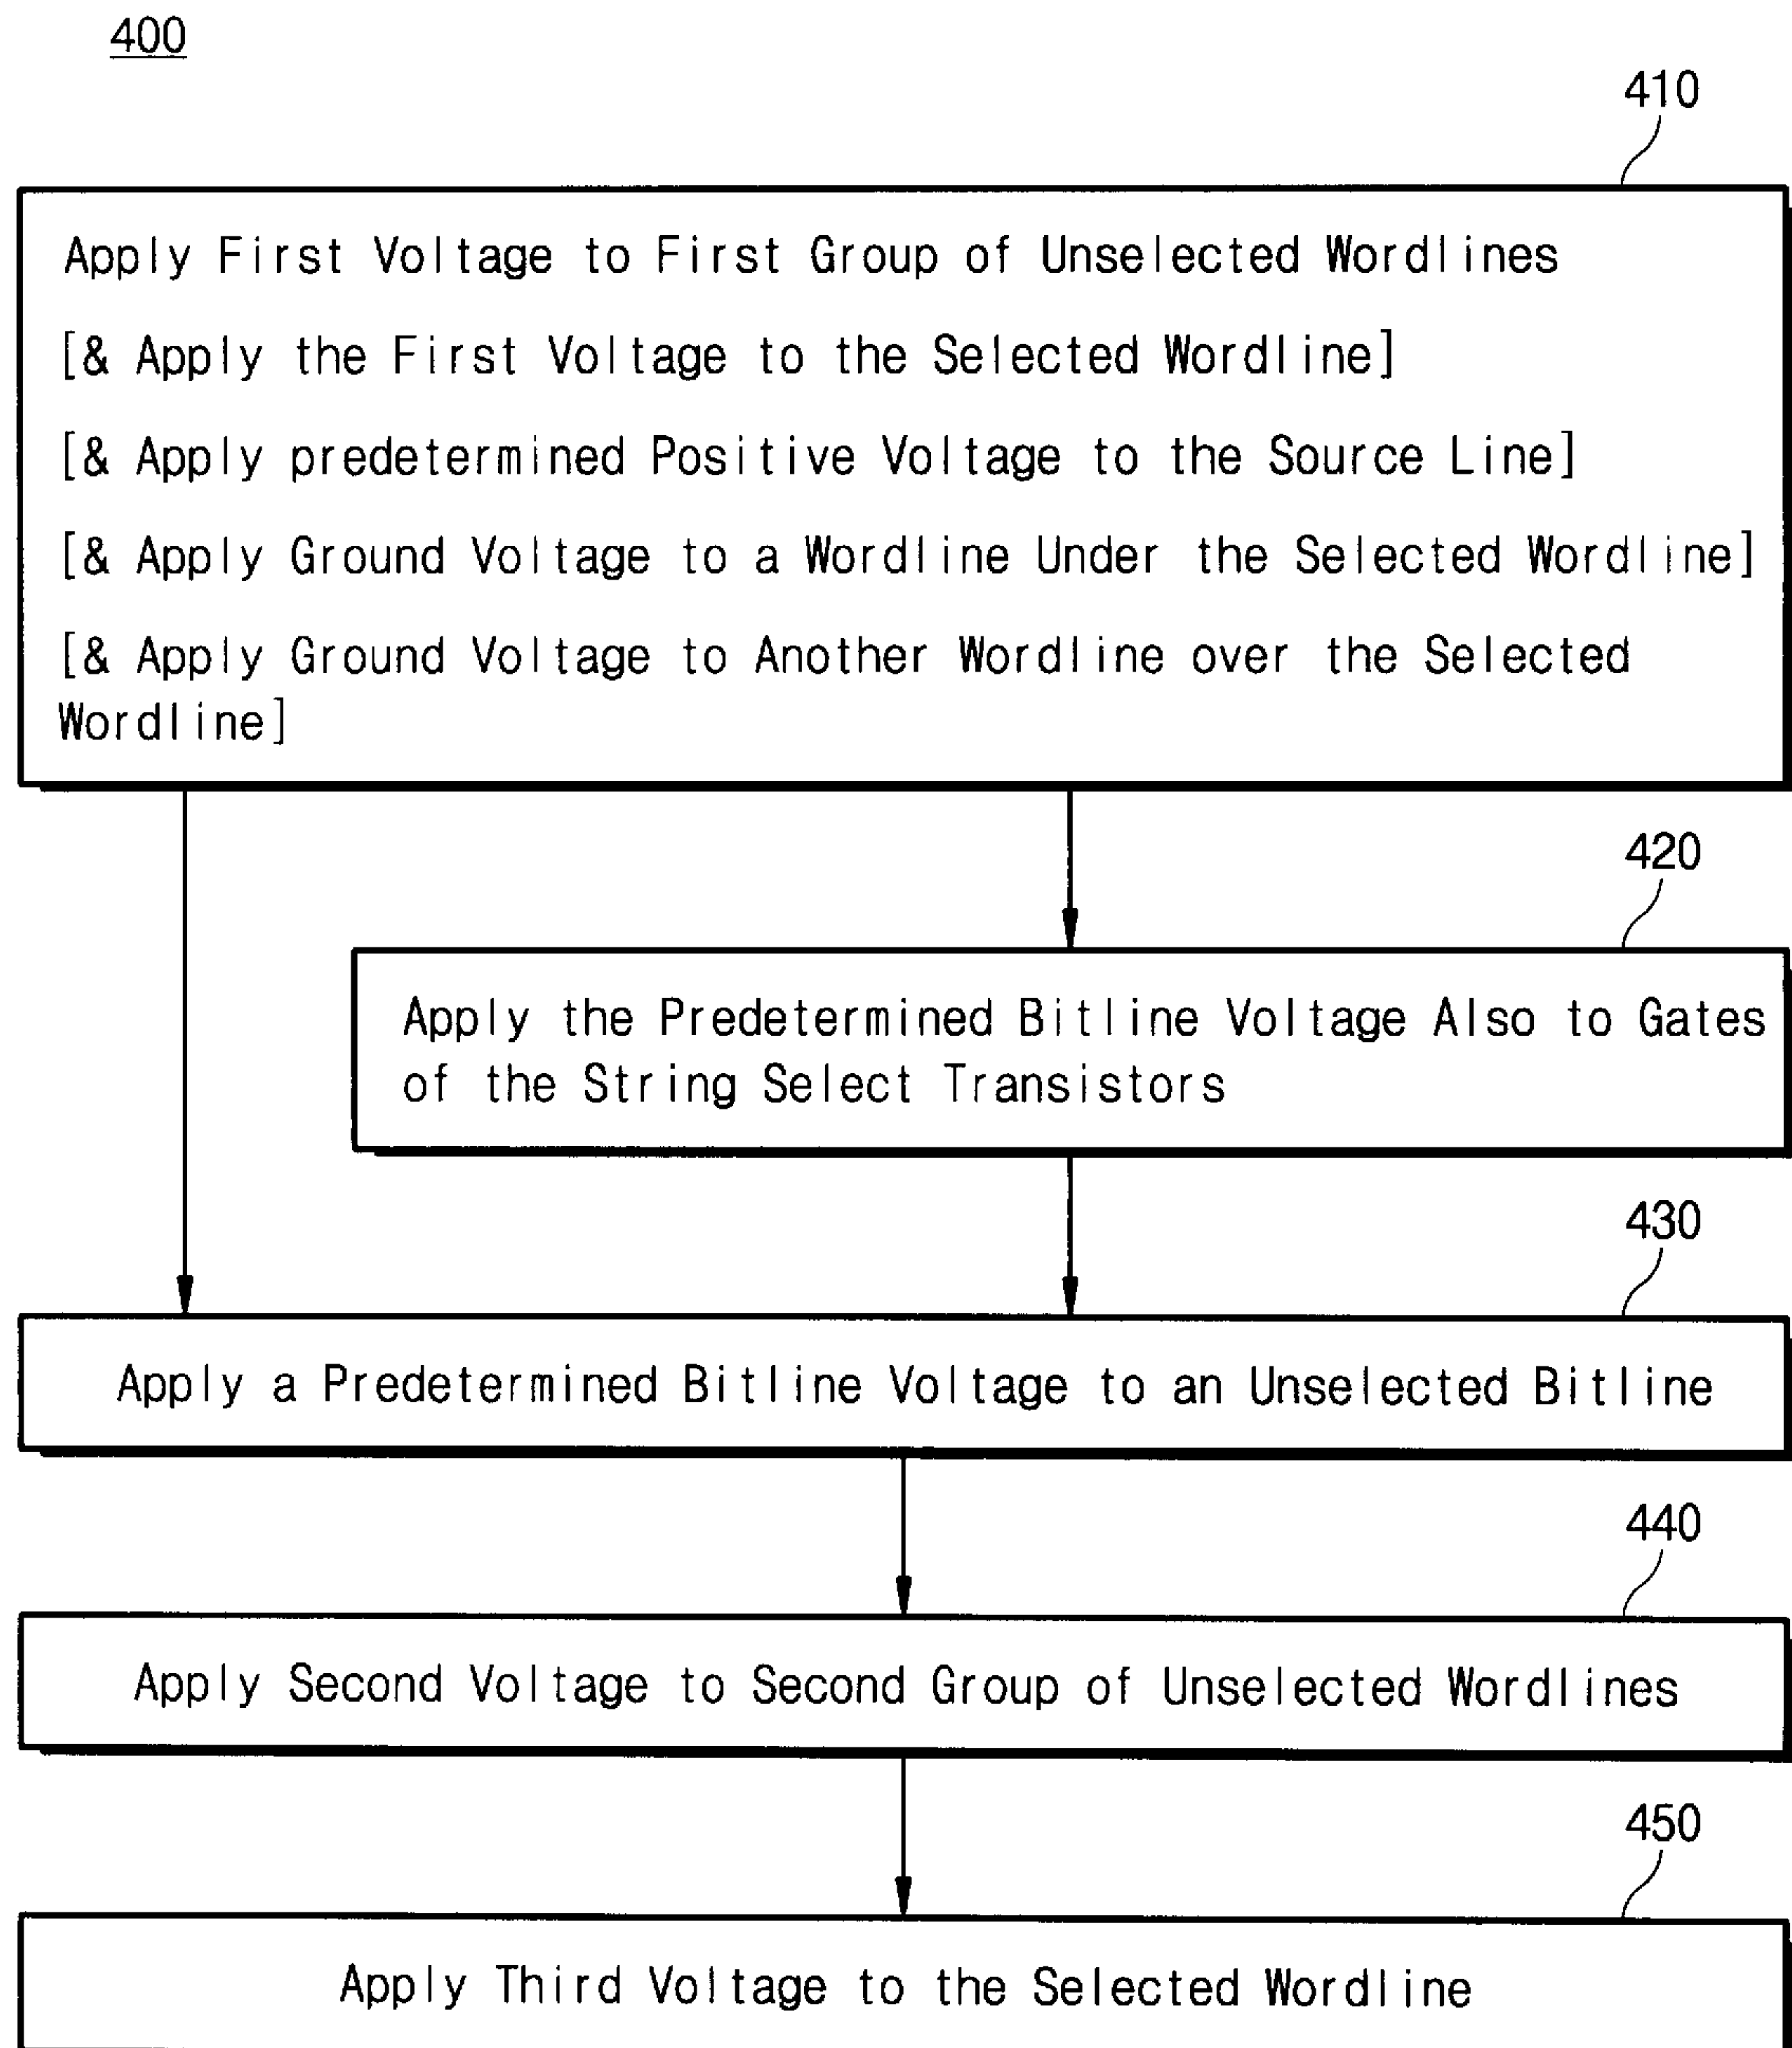 400
410
Apply First Voltage to First Group of Unselected Wordlines
[& Apply the First Voltage to the Selected Wordline]
[& Apply predetermined Positive Voltage to the Source Line]
[& Apply Ground Voltage to a Wordline Under the Selected Wordline]
[& Apply Ground Voltage to Another Wordline over the Selected
Wordline]
420
Apply the Predetermined Bitline Voltage Also to Gates
of the String Select Transistors
430
Apply a Predetermined Bitline Voltage to an Unselected Bitline
440
Apply Second Voltage to Second Group of Unselected Wordlines
450
Apply Third Voltage to the Selected Wordline